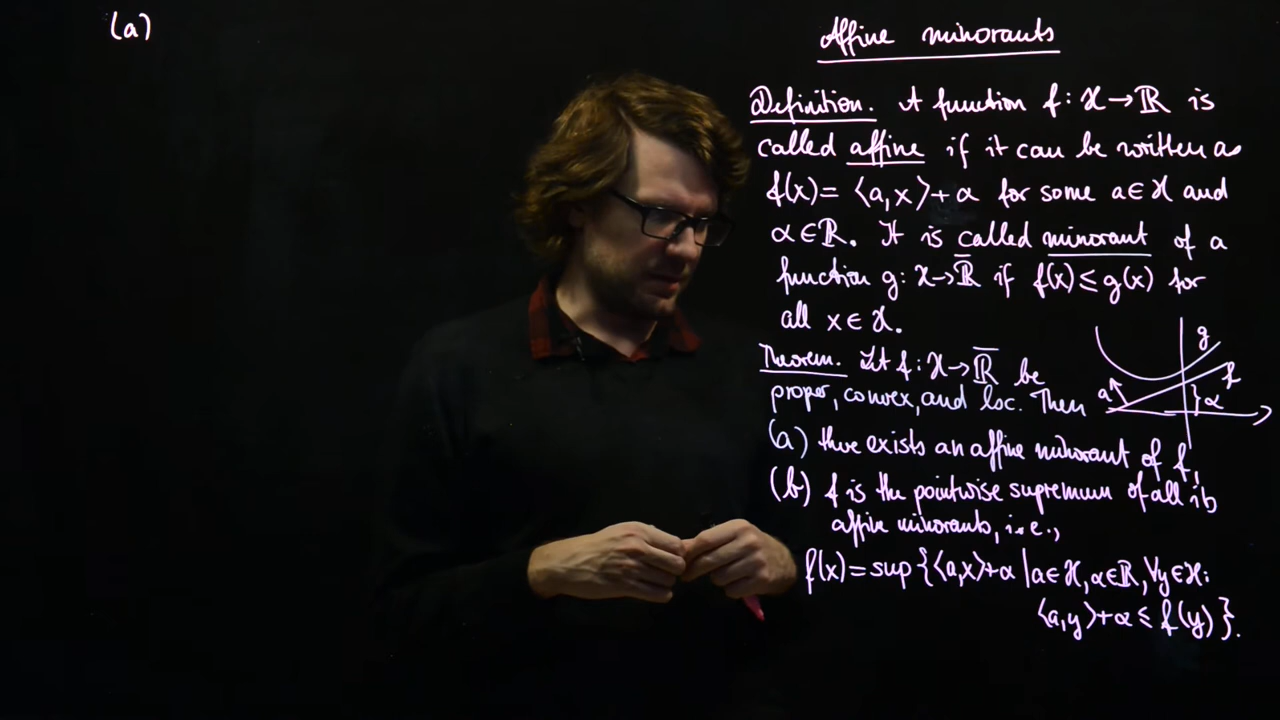 (a)
Affine minorants
Definition. A function f: ℋ→ℝ is
called affine if it can be written as
f(x)= ⟨a,x⟩+α for some a∈ℋ and
α∈ℝ. It is called minorant of a
function g: ℋ→ℝ̅ if f(x)≤g(x) for
all x∈ℋ.
Theorem. Let f: ℋ→ℝ̅ be
proper, convex, and lsc. Then
(a) there exists an affine minorant of f,
(b) f is the pointwise supremum of all its
affine minorants, i.e.,
f(x)=sup{⟨a,x⟩+α | a∈ℋ, α∈ℝ, ∀y∈ℋ:
⟨a,y⟩+α ≤ f(y)}.
g
f
a
α